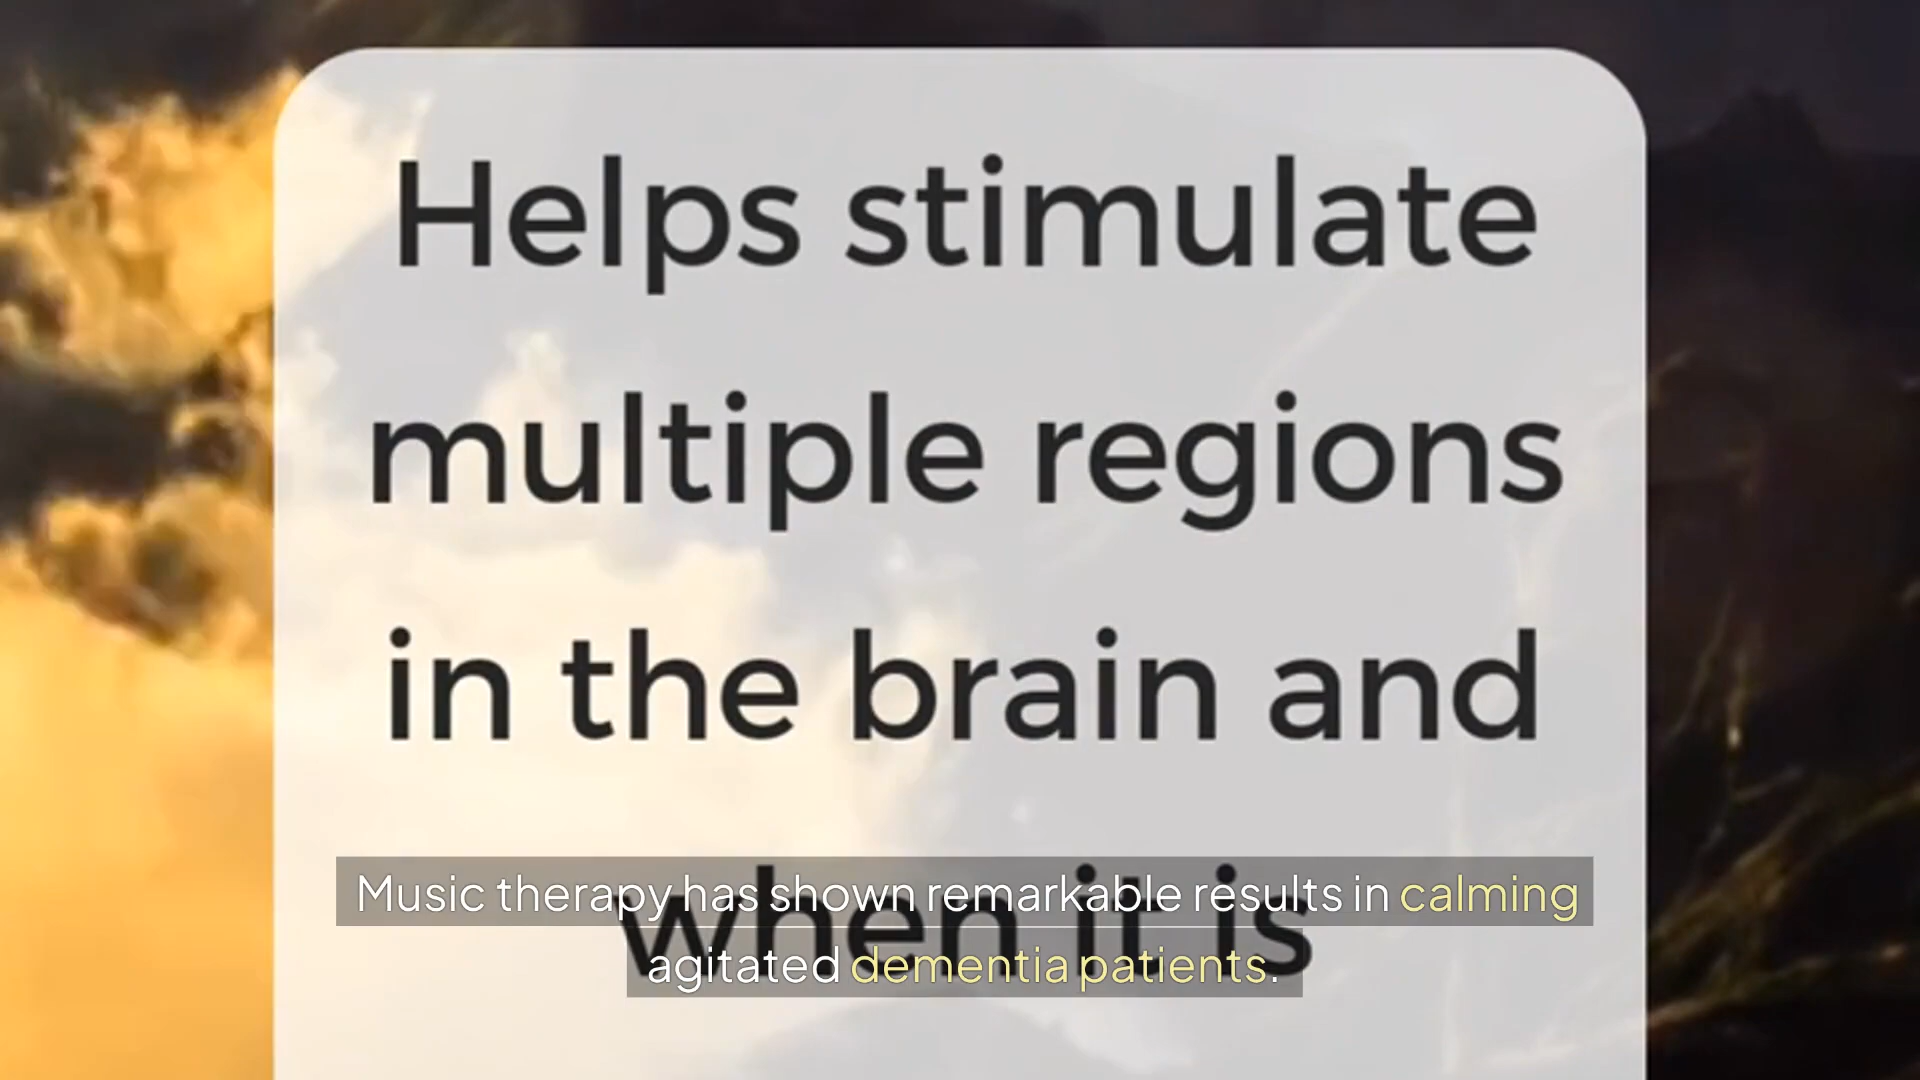 Helps stimulate
multiple regions
in the brain and
when it is
Music therapy has shown remarkable results in calming
agitated dementia patients.